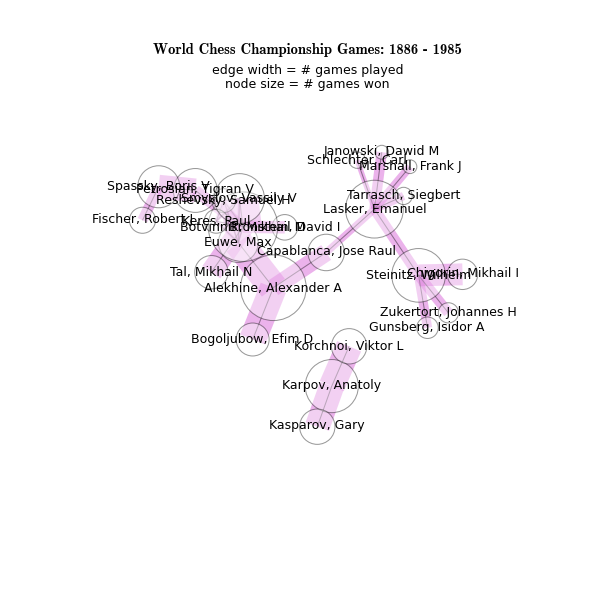 World Chess Championship Games: 1886 - 1985
edge width = # games played
node size = # games won
Janowski, Dawid M
Schlechter, Carl
Marshall, Frank J
Spassky, Boris V
Petrosian, Tigran V
Tarrasch, Siegbert
Reshevsky, Samuel H
Smyslov, Vassily V
Lasker, Emanuel
Fischer, Robert J
Keres, Paul
Botvinnik, Mikhail M
Bronstein, David I
Euwe, Max
Capablanca, Jose Raul
Tal, Mikhail N
Steinitz, Wilhelm
Chigorin, Mikhail I
Alekhine, Alexander A
Zukertort, Johannes H
Gunsberg, Isidor A
Bogoljubow, Efim D
Korchnoi, Viktor L
Karpov, Anatoly
Kasparov, Gary